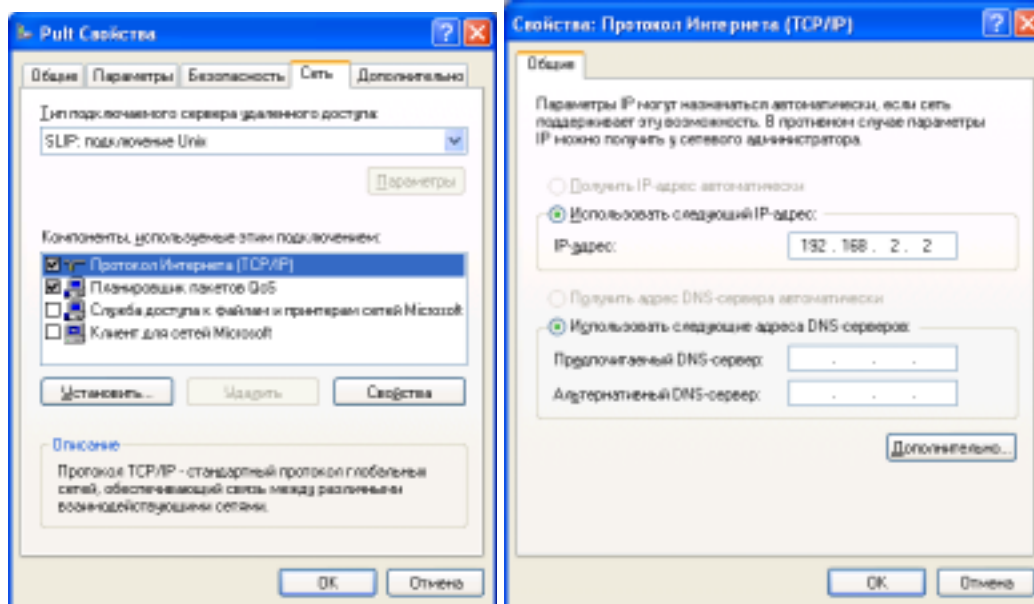 Pult Свойства
Общие
Параметры
Безопасность
Сеть
Дополнительно
Тип подключаемого сервера удаленного доступа:
SLIP: подключение Unix
Параметры
Компоненты, используемые этим подключением:
Протокол Интернета (TCP/IP)
Планировщик пакетов QoS
Служба доступа к файлам и принтерам сетей Microsoft
Клиент для сетей Microsoft
Установить...
Удалить
Свойства
Описание
Протокол TCP/IP - стандартный протокол глобальных
сетей, обеспечивающий связь между различными
взаимодействующими сетями.
OK
Отмена
Свойства: Протокол Интернета (TCP/IP)
Общие
Параметры IP могут назначаться автоматически, если сеть
поддерживает эту возможность. В противном случае параметры
IP можно получить у сетевого администратора.
Получить IP-адрес автоматически
Использовать следующий IP-адрес:
IP-адрес:
192 . 168 . 2 . 2
Получить адрес DNS-сервера автоматически
Использовать следующие адреса DNS-серверов:
Предпочитаемый DNS-сервер:
Альтернативный DNS-сервер:
Дополнительно...
OK
Отмена